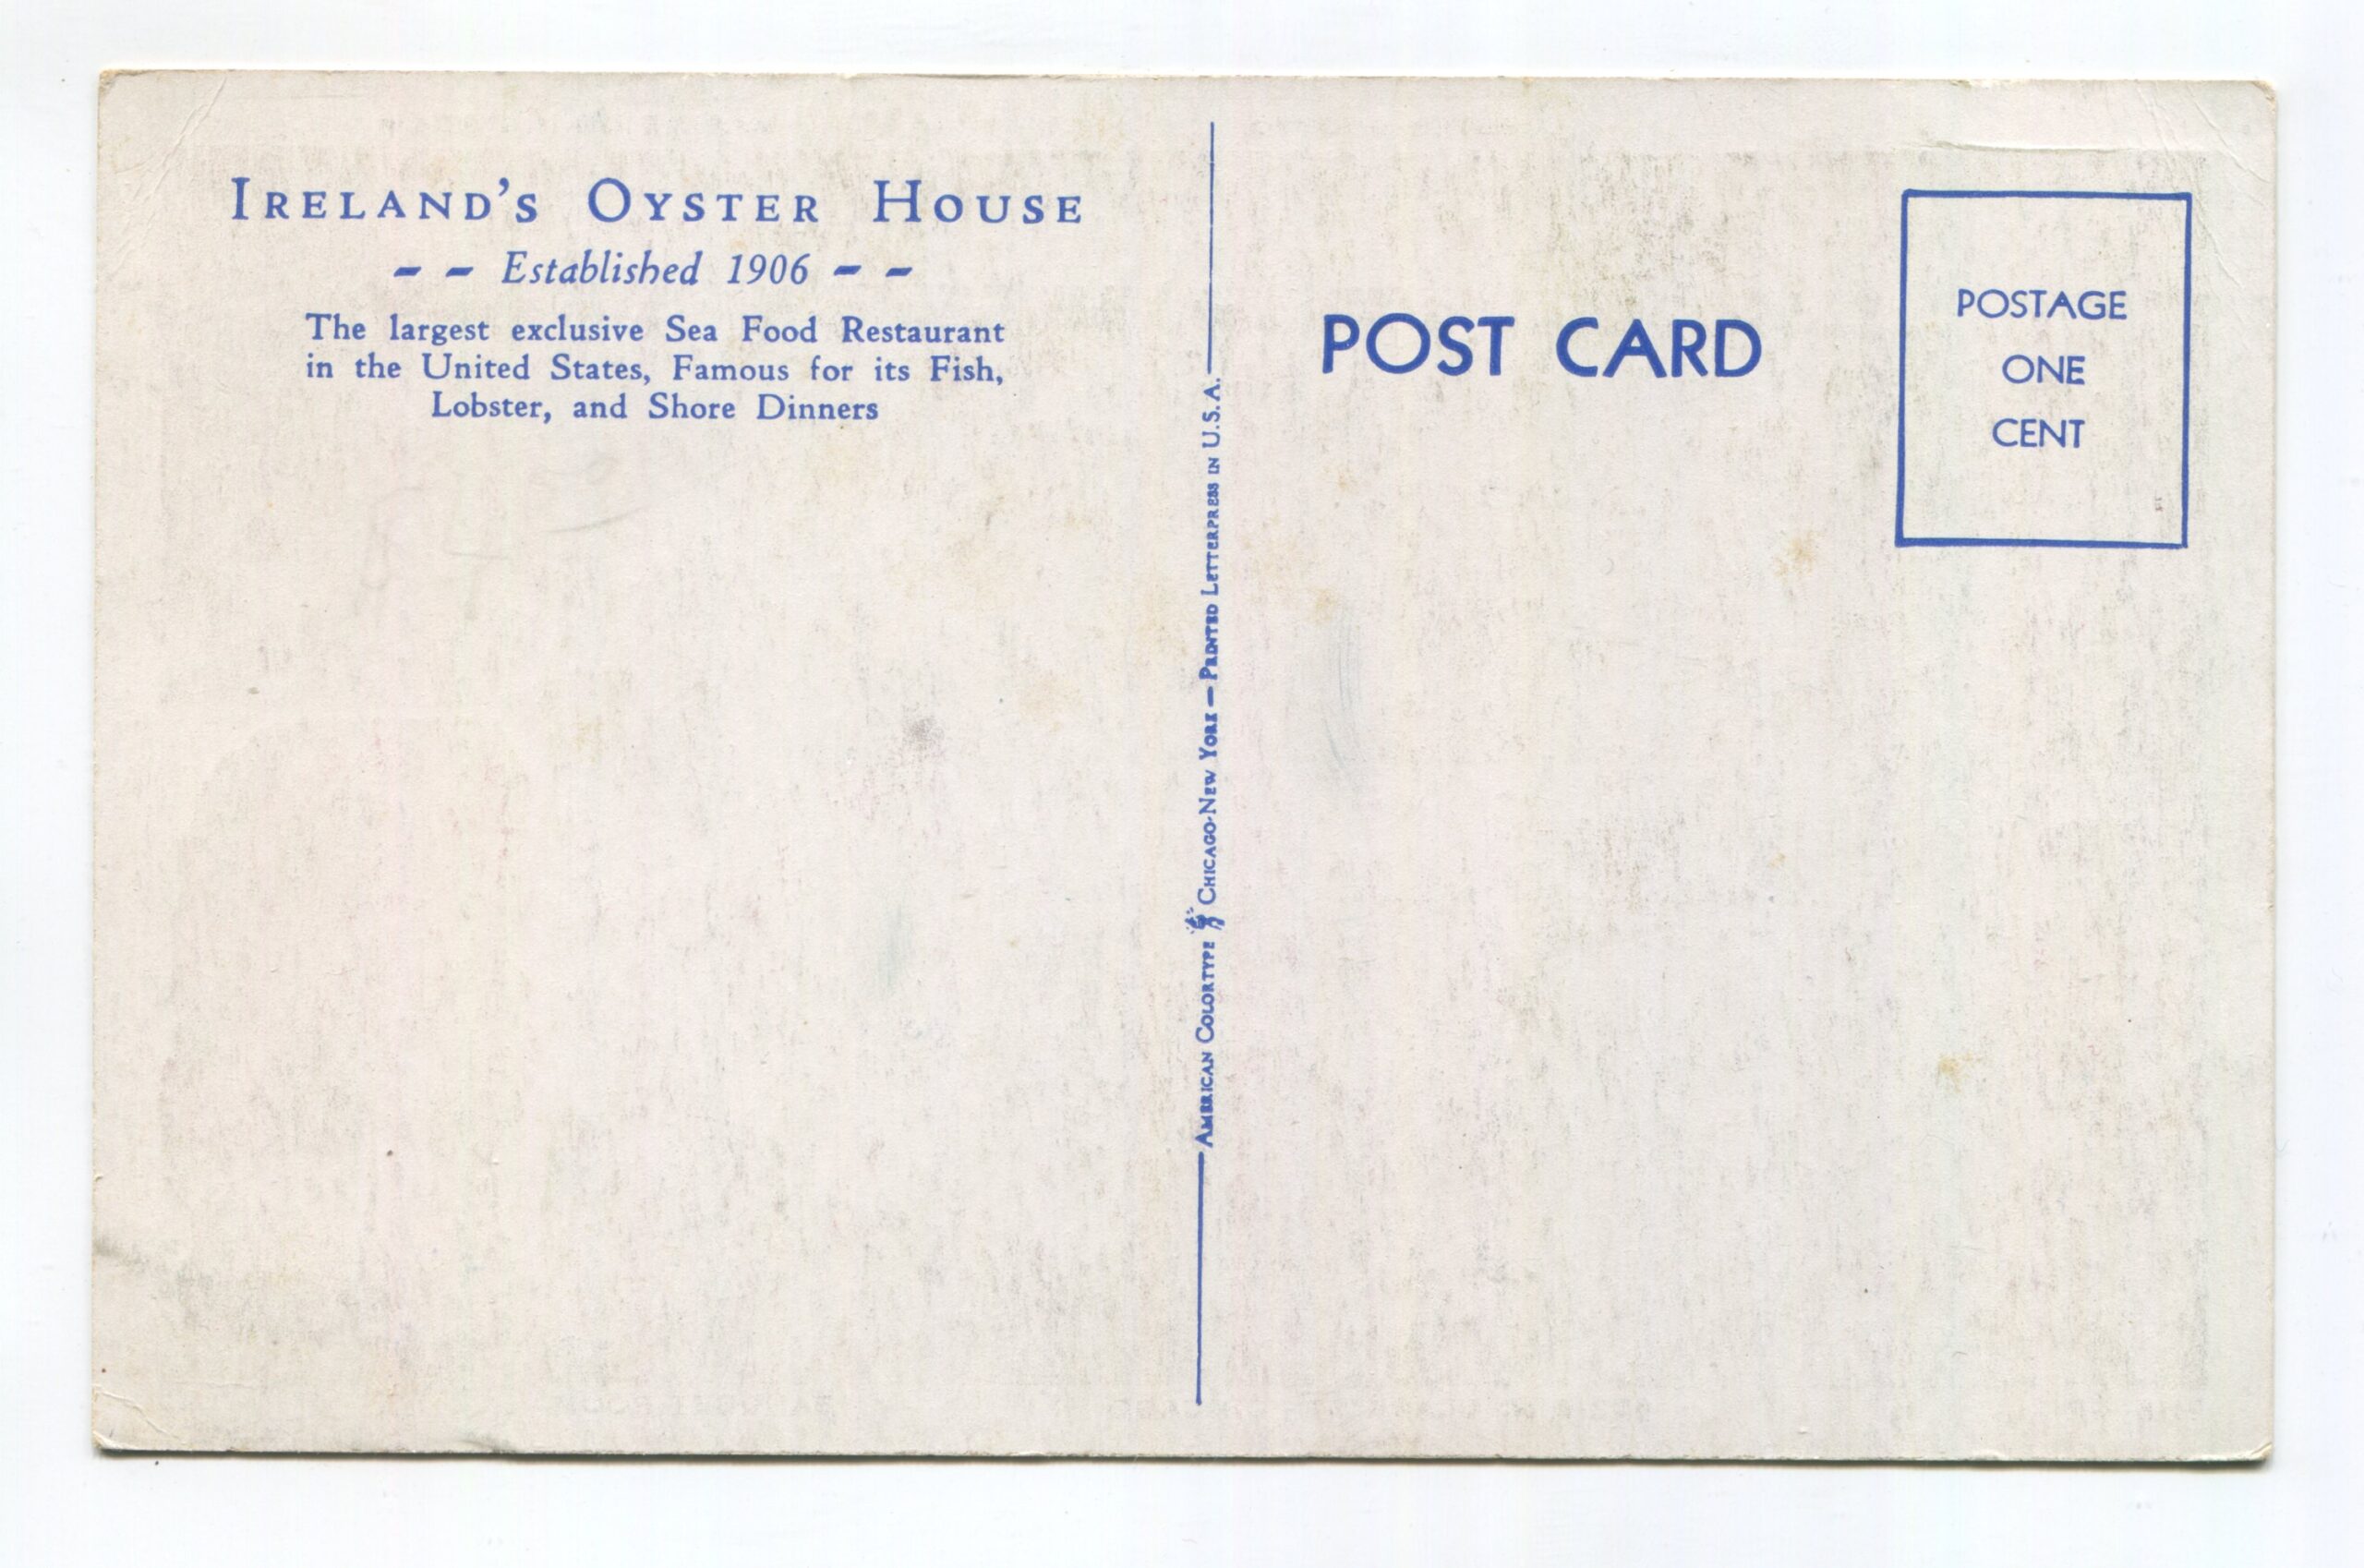 IRELAND'S OYSTER HOUSE
- - Established 1906 - -
The largest exclusive Sea Food Restaurant
in the United States, Famous for its Fish,
Lobster, and Shore Dinners
AMERICAN COLORTYPE CHICAGO-NEW YORK — PRINTED LETTERPRESS IN U.S.A.
POST CARD
POSTAGE
ONE
CENT